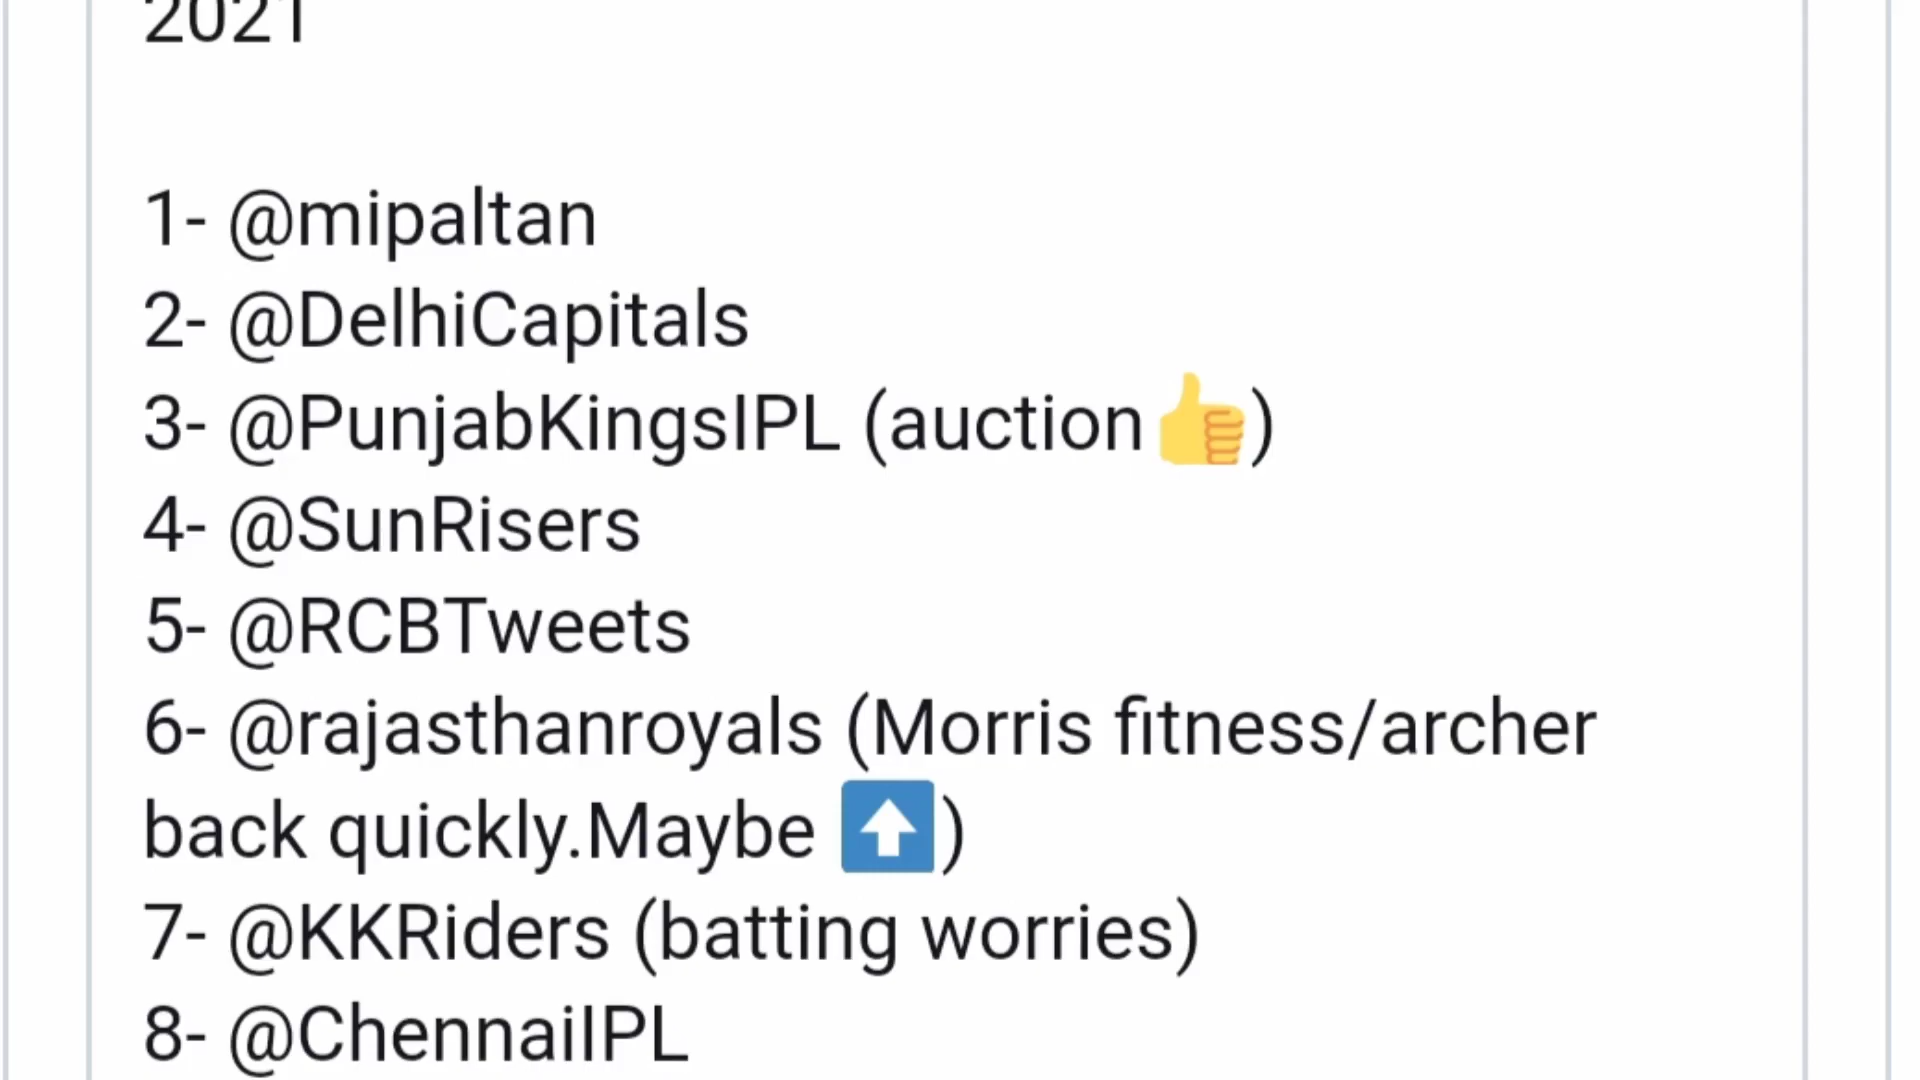 2021
1- @mipaltan
2- @DelhiCapitals
3- @PunjabKingsIPL (auction👍)
4- @SunRisers
5- @RCBTweets
6- @rajasthanroyals (Morris fitness/archer
back quickly.Maybe ⬆️)
7- @KKRiders (batting worries)
8- @ChennaiIPL